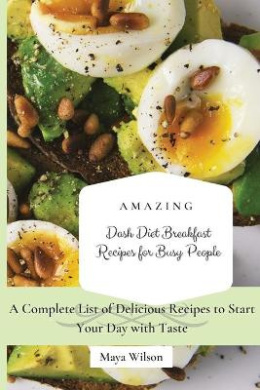 AMAZING
Dash Diet Breakfast
Recipes for Busy People
A Complete List of Delicious Recipes to Start
Your Day with Taste
Maya Wilson